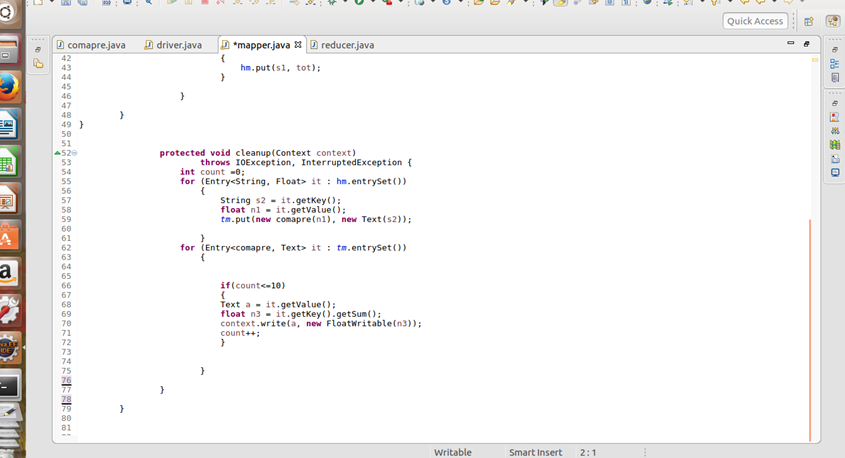 Quick Access
comapre.java driver.java *mapper.java reducer.java
42 {
43 hm.put(s1, tot);
44 }
45
46 }
47
48 }
49 }
50
51
52 protected void cleanup(Context context)
53 throws IOException, InterruptedException {
54 int count =0;
55 for (Entry<String, Float> it : hm.entrySet())
56 {
57 String s2 = it.getKey();
58 float n1 = it.getValue();
59 tm.put(new comapre(n1), new Text(s2));
60
61 }
62 for (Entry<comapre, Text> it : tm.entrySet())
63 {
64
65
66 if(count<=10)
67 {
68 Text a = it.getValue();
69 float n3 = it.getKey().getSum();
70 context.write(a, new FloatWritable(n3));
71 count++;
72 }
73
74
75 }
76
77 }
78
79 }
80
81
Writable Smart Insert 2 : 1